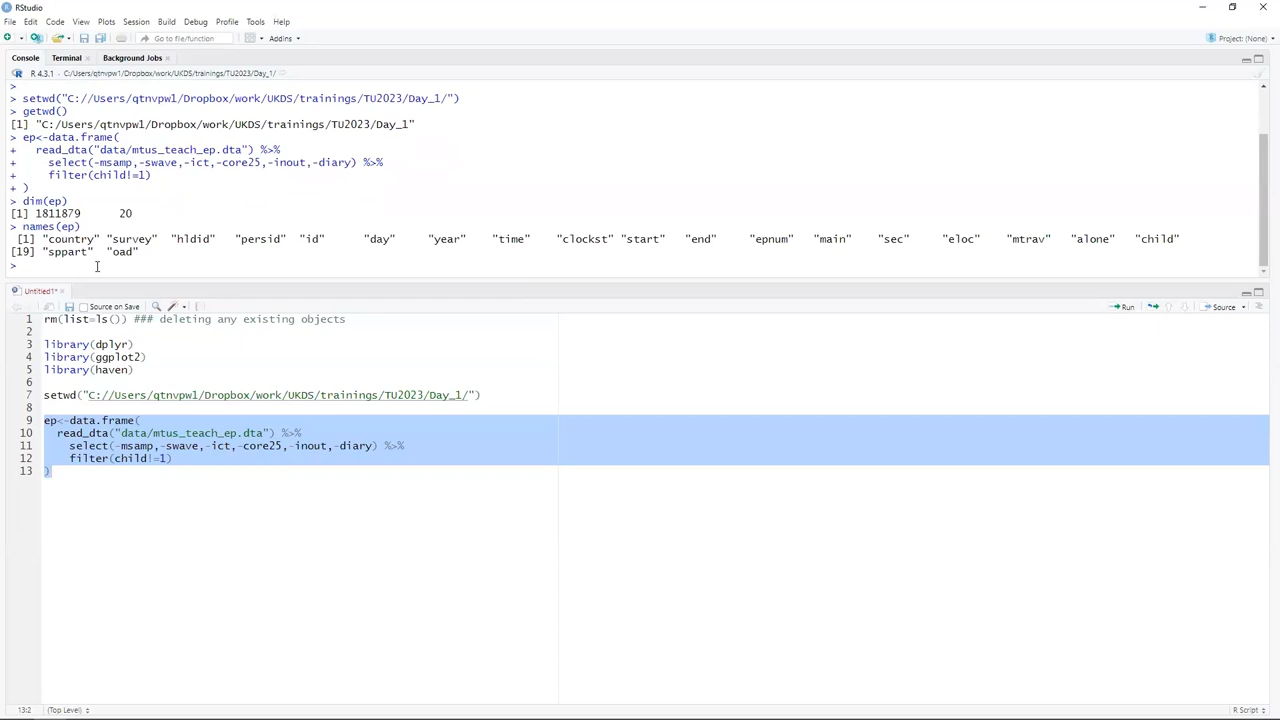 RStudio
File Edit Code View Plots Session Build Debug Profile Tools Help
Go to file/function Addins Project: (None)
Console Terminal Background Jobs
R 4.3.1 · C:/Users/qtnvpw1/Dropbox/work/UKDS/trainings/TU2023/Day_1/
>
> setwd("C://Users/qtnvpw1/Dropbox/work/UKDS/trainings/TU2023/Day_1/")
> getwd()
[1] "C:/Users/qtnvpw1/Dropbox/work/UKDS/trainings/TU2023/Day_1"
> ep<-data.frame(
+   read_dta("data/mtus_teach_ep.dta") %>%
+     select(-msamp,-swave,-ict,-core25,-inout,-diary) %>%
+     filter(child!=1)
+ )
> dim(ep)
[1] 1811879      20
> names(ep)
[1] "country" "survey" "hldid" "persid" "id" "day" "year" "time" "clockst" "start" "end" "epnum" "main" "sec" "eloc" "mtrav" "alone" "child"
[19] "sppart" "oad"
>
Untitled1*
Source on Save Run Source
1 rm(list=ls()) ### deleting any existing objects
2
3 library(dplyr)
4 library(ggplot2)
5 library(haven)
6
7 setwd("C://Users/qtnvpw1/Dropbox/work/UKDS/trainings/TU2023/Day_1/")
8
9 ep<-data.frame(
10   read_dta("data/mtus_teach_ep.dta") %>%
11     select(-msamp,-swave,-ict,-core25,-inout,-diary) %>%
12     filter(child!=1)
13 )
13:2 (Top Level) R Script